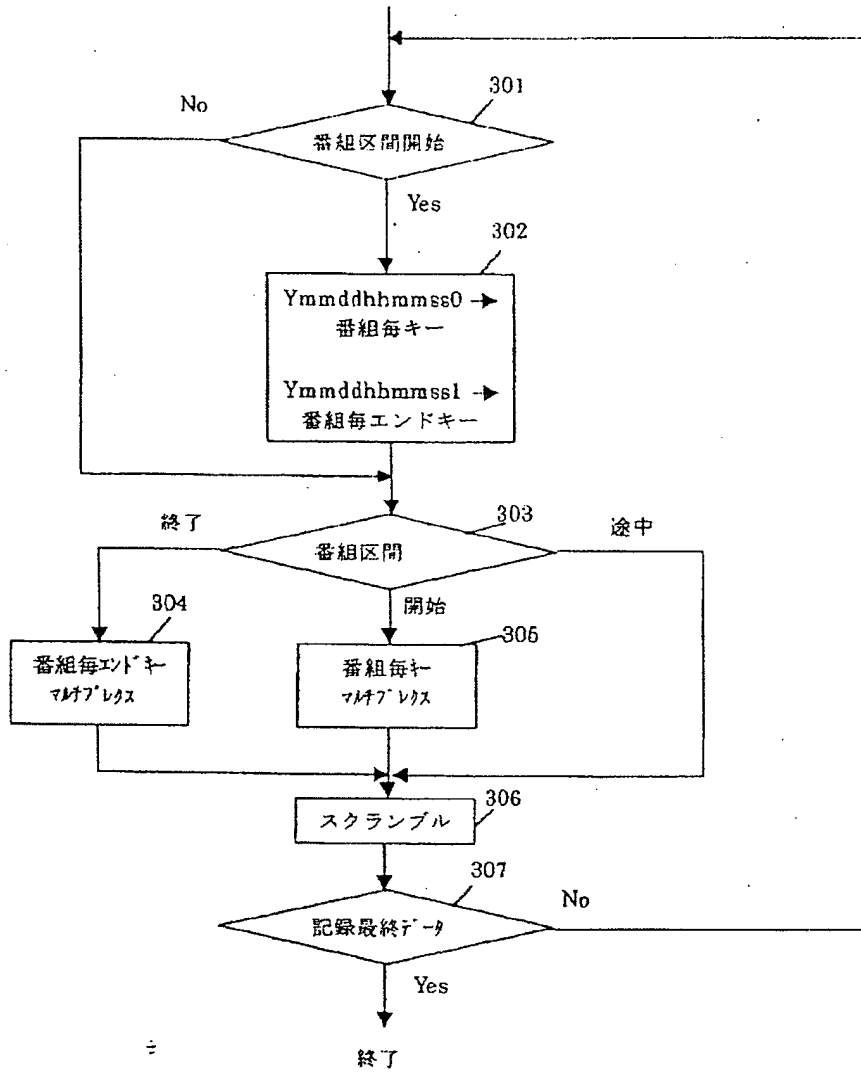 301
No
番組区間開始
Yes
302
Ymmddhhmmss0 →
番組毎キー
Ymmddhhmmss1 →
番組毎エンドキー
終了
303
途中
番組区間
304
開始
305
番組毎エンドキー
マルチプレクス
番組毎キー
マルチプレクス
スクランブル
306
307
記録最終データ
No
Yes
終了